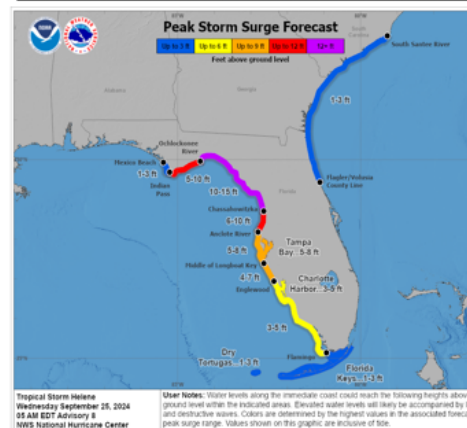 Peak Storm Surge Forecast
Up to 3 ft
Up to 6 ft
Up to 9 ft
Up to 12 ft
12+ ft
Feet above ground level
South Carolina
South Santee River
Alabama
Georgia
1-3 ft
Ochlockonee
River
Mexico Beach
1-3 ft
5-10 ft
Indian
Pass
10-15 ft
Florida
Flagler/Volusia
County Line
Chassahowitzka
6-10 ft
Anclote River
5-8 ft
Tampa
Bay...5-8 ft
Middle of Longboat Key
4-7 ft
Charlotte
Harbor...3-5 ft
Englewood
3-5 ft
Flamingo
Dry
Tortugas...1-3 ft
Florida
Keys...1-3 ft
Tropical Storm Helene
Wednesday September 25, 2024
05 AM EDT Advisory 8
NWS National Hurricane Center
User Notes: Water levels along the immediate coast could reach the following heights above
ground level within the indicated areas. Elevated water levels will likely be accompanied by
and destructive waves. Colors are determined by the highest values in the associated forecast
peak surge range. Values shown on this graphic are inclusive of tide.